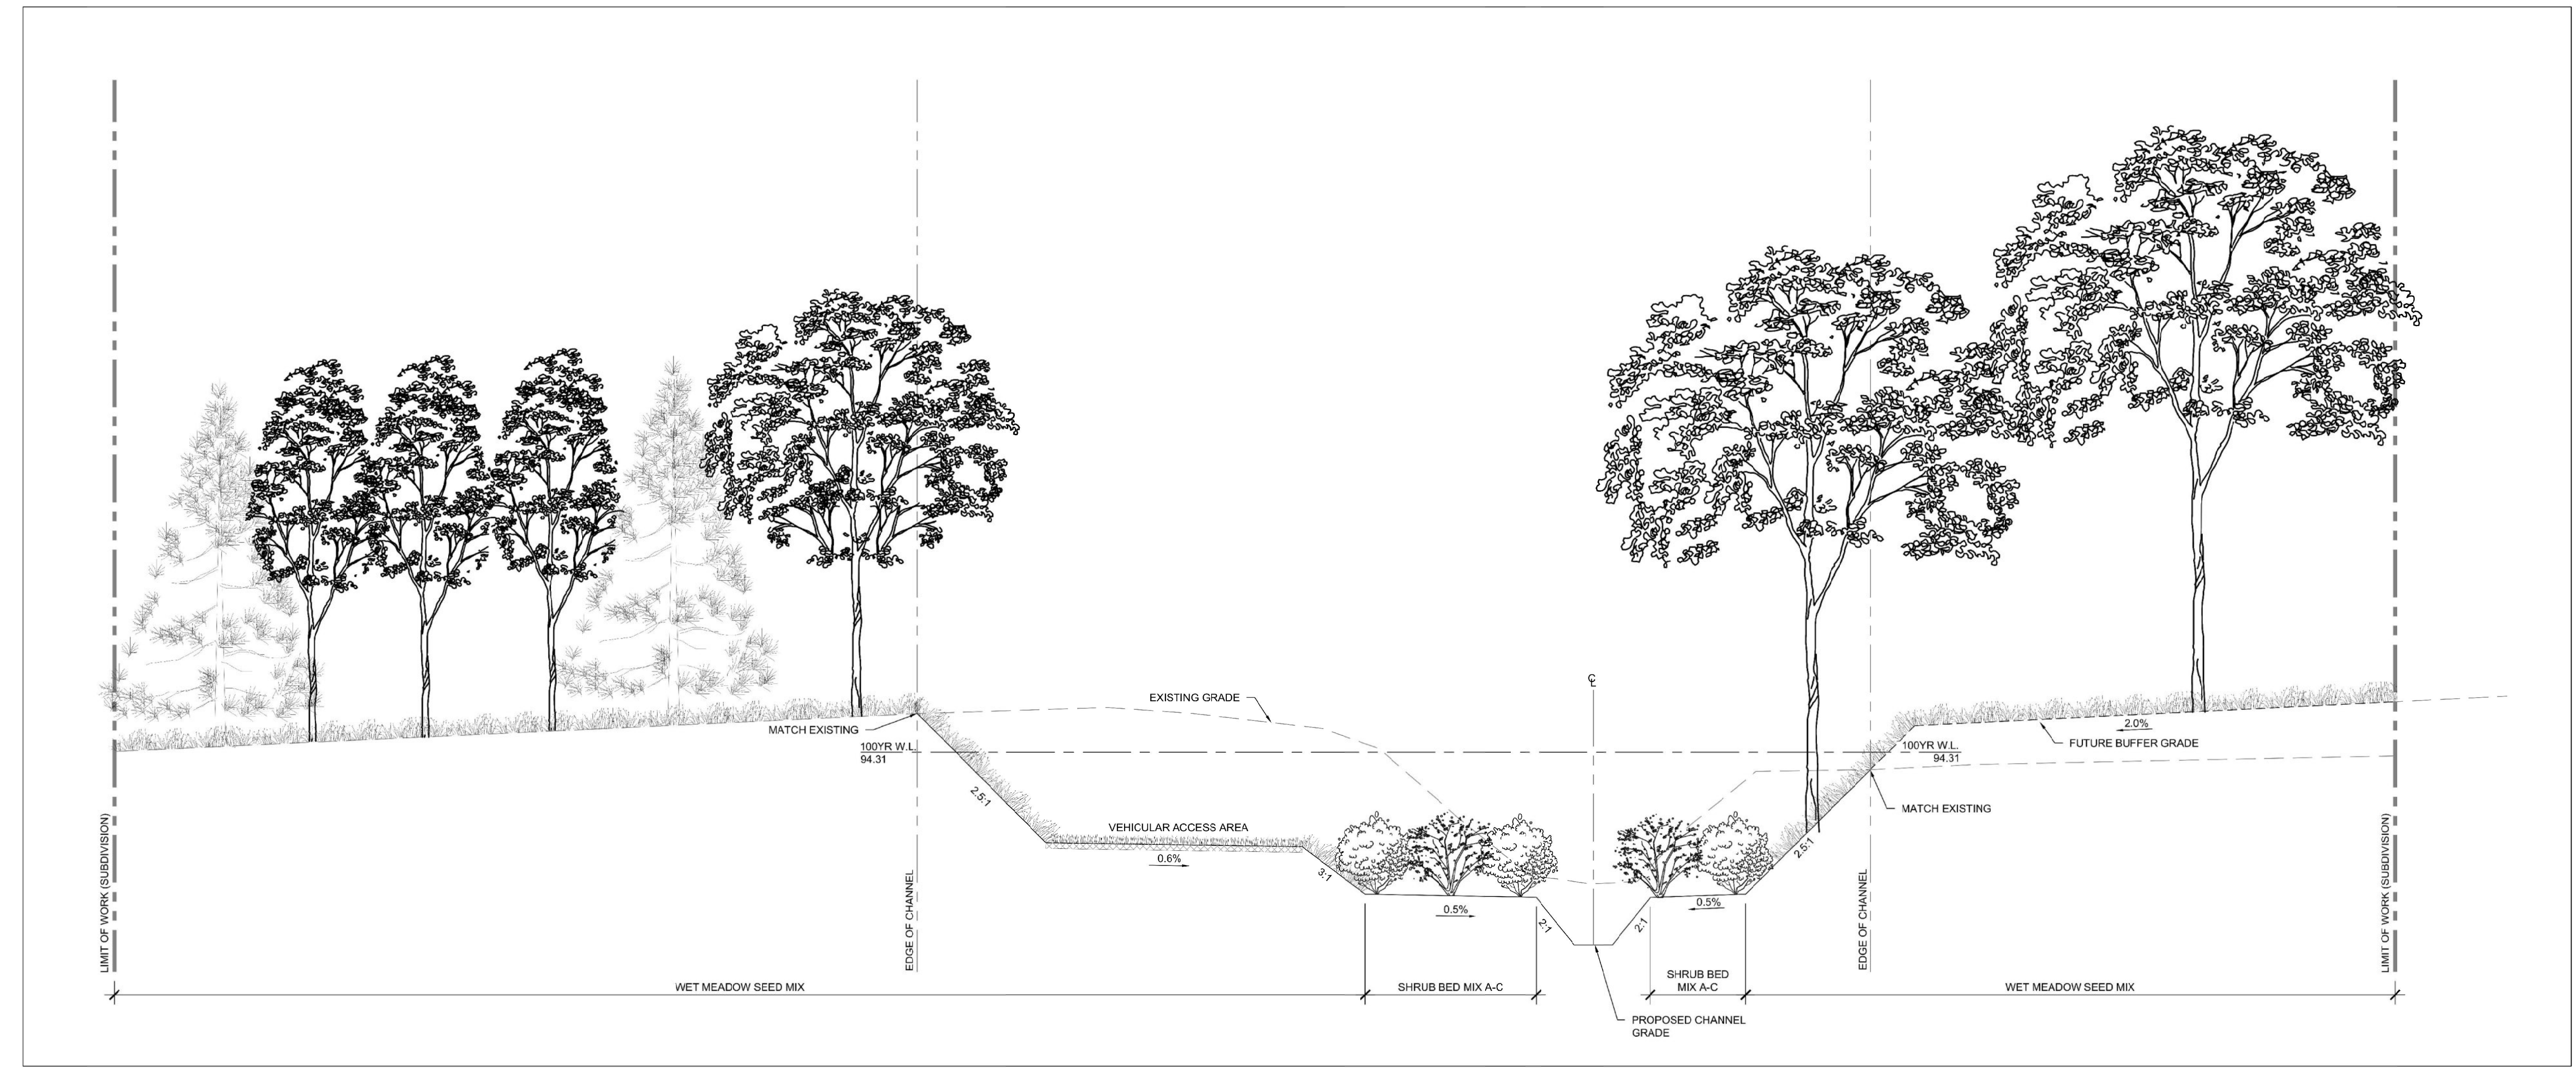 EXISTING GRADE
℄
MATCH EXISTING
100YR W.L.
94.31
2.5:1
VEHICULAR ACCESS AREA
0.6%
3:1
0.5%
2:1
2:1
0.5%
2.5:1
100YR W.L.
94.31
2.0%
FUTURE BUFFER GRADE
MATCH EXISTING
LIMIT OF WORK (SUBDIVISION)
EDGE OF CHANNEL
EDGE OF CHANNEL
LIMIT OF WORK (SUBDIVISION)
WET MEADOW SEED MIX
SHRUB BED MIX A-C
SHRUB BED
MIX A-C
WET MEADOW SEED MIX
PROPOSED CHANNEL
GRADE